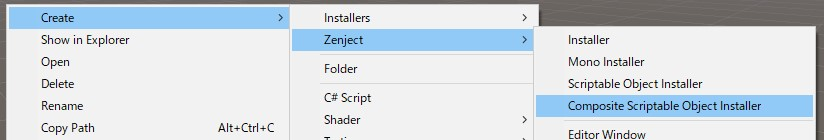 Create
Show in Explorer
Open
Delete
Rename
Copy Path Alt+Ctrl+C
Installers
Zenject
Folder
C# Script
Shader
Installer
Mono Installer
Scriptable Object Installer
Composite Scriptable Object Installer
Editor Window